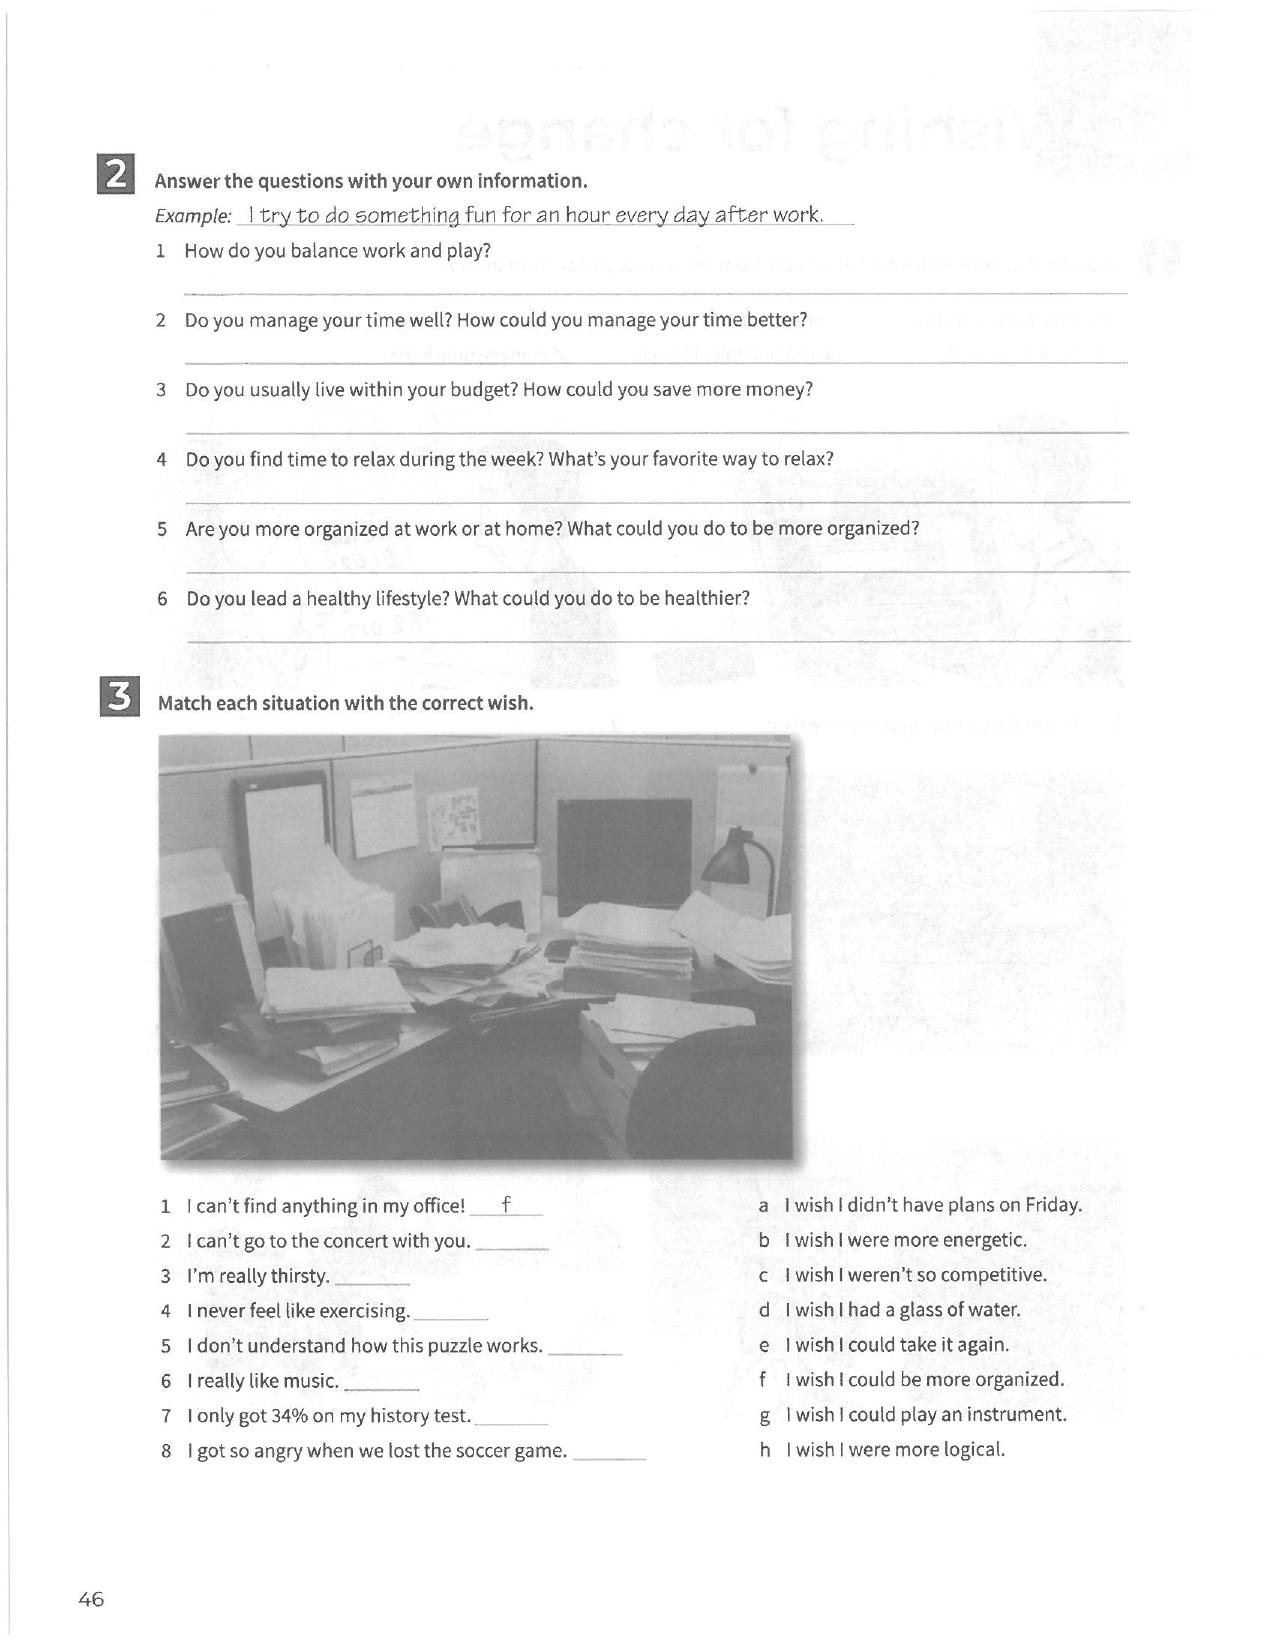 2 Answer the questions with your own information.
Example: I try to do something fun for an hour every day after work.
1 How do you balance work and play?
2 Do you manage your time well? How could you manage your time better?
3 Do you usually live within your budget? How could you save more money?
4 Do you find time to relax during the week? What's your favorite way to relax?
5 Are you more organized at work or at home? What could you do to be more organized?
6 Do you lead a healthy lifestyle? What could you do to be healthier?
3 Match each situation with the correct wish.
1 I can't find anything in my office! f
2 I can't go to the concert with you.
3 I'm really thirsty.
4 I never feel like exercising.
5 I don't understand how this puzzle works.
6 I really like music.
7 I only got 34% on my history test.
8 I got so angry when we lost the soccer game.
a I wish I didn't have plans on Friday.
b I wish I were more energetic.
c I wish I weren't so competitive.
d I wish I had a glass of water.
e I wish I could take it again.
f I wish I could be more organized.
g I wish I could play an instrument.
h I wish I were more logical.
46